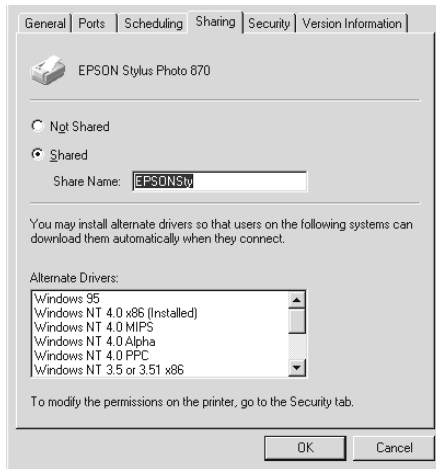 General Ports Scheduling Sharing Security Version Information
EPSON Stylus Photo 870
Not Shared
Shared
Share Name: EPSONSty
You may install alternate drivers so that users on the following systems can
download them automatically when they connect.
Alternate Drivers:
Windows 95
Windows NT 4.0 x86 (Installed)
Windows NT 4.0 MIPS
Windows NT 4.0 Alpha
Windows NT 4.0 PPC
Windows NT 3.5 or 3.51 x86
To modify the permissions on the printer, go to the Security tab.
OK Cancel